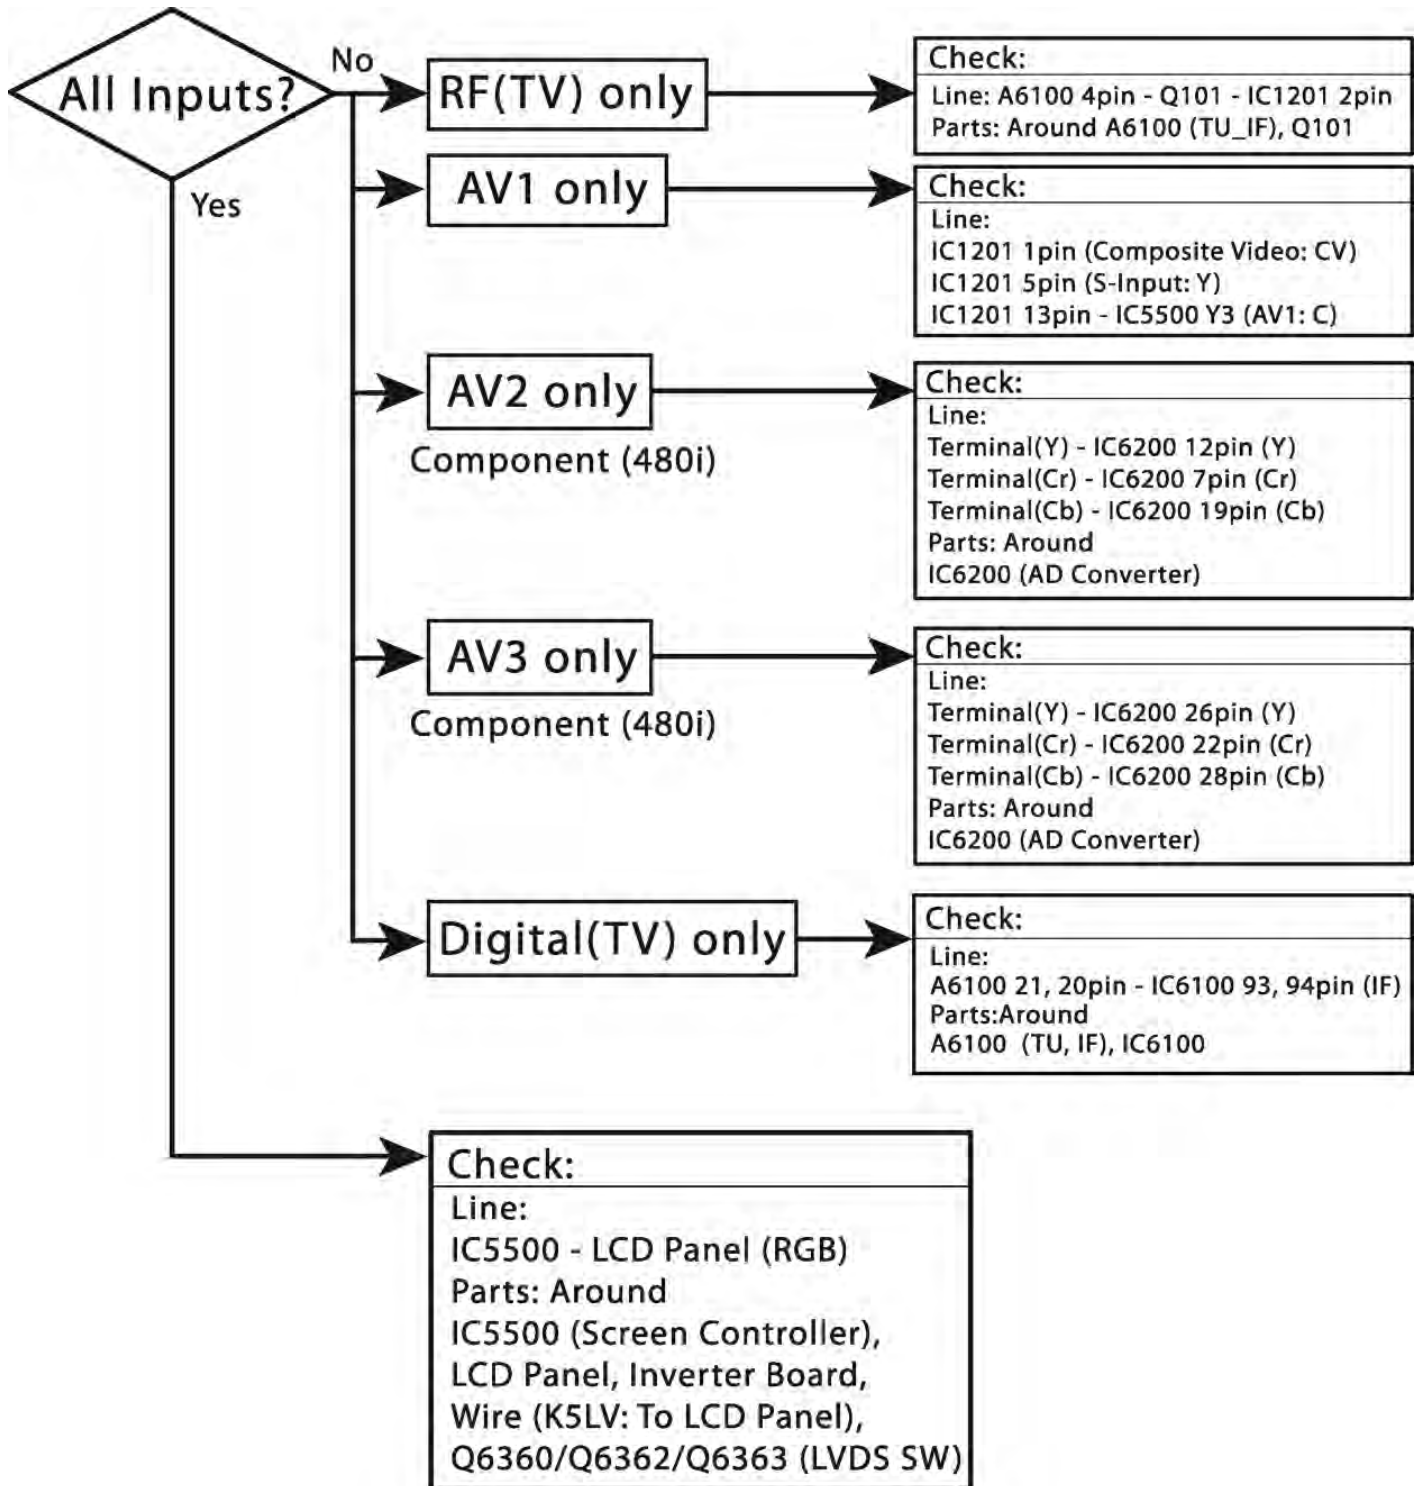 All Inputs?
No
Yes
RF(TV) only
Check:
Line: A6100 4pin - Q101 - IC1201 2pin
Parts: Around A6100 (TU_IF), Q101
AV1 only
Check:
Line:
IC1201 1pin (Composite Video: CV)
IC1201 5pin (S-Input: Y)
IC1201 13pin - IC5500 Y3 (AV1: C)
AV2 only
Component (480i)
Check:
Line:
Terminal(Y) - IC6200 12pin (Y)
Terminal(Cr) - IC6200 7pin (Cr)
Terminal(Cb) - IC6200 19pin (Cb)
Parts: Around
IC6200 (AD Converter)
AV3 only
Component (480i)
Check:
Line:
Terminal(Y) - IC6200 26pin (Y)
Terminal(Cr) - IC6200 22pin (Cr)
Terminal(Cb) - IC6200 28pin (Cb)
Parts: Around
IC6200 (AD Converter)
Digital(TV) only
Check:
Line:
A6100 21, 20pin - IC6100 93, 94pin (IF)
Parts:Around
A6100 (TU, IF), IC6100
Check:
Line:
IC5500 - LCD Panel (RGB)
Parts: Around
IC5500 (Screen Controller),
LCD Panel, Inverter Board,
Wire (K5LV: To LCD Panel),
Q6360/Q6362/Q6363 (LVDS SW)